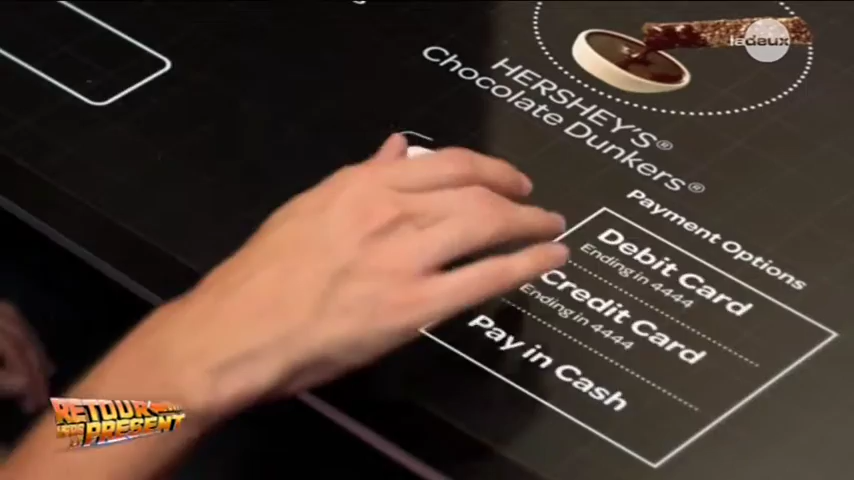 ladeux
HERSHEY'S®
Chocolate Dunkers®
Payment Options
Debit Card
Ending in 4444
Credit Card
Ending in 4444
Pay in Cash
RETOUR
PRESENT